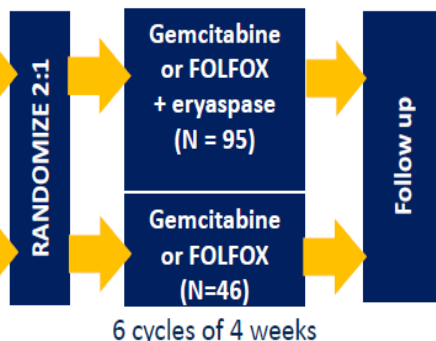 RANDOMIZE 2:1
Gemcitabine
or FOLFOX
+ eryaspase
(N = 95)
Gemcitabine
or FOLFOX
(N=46)
Follow up
6 cycles of 4 weeks